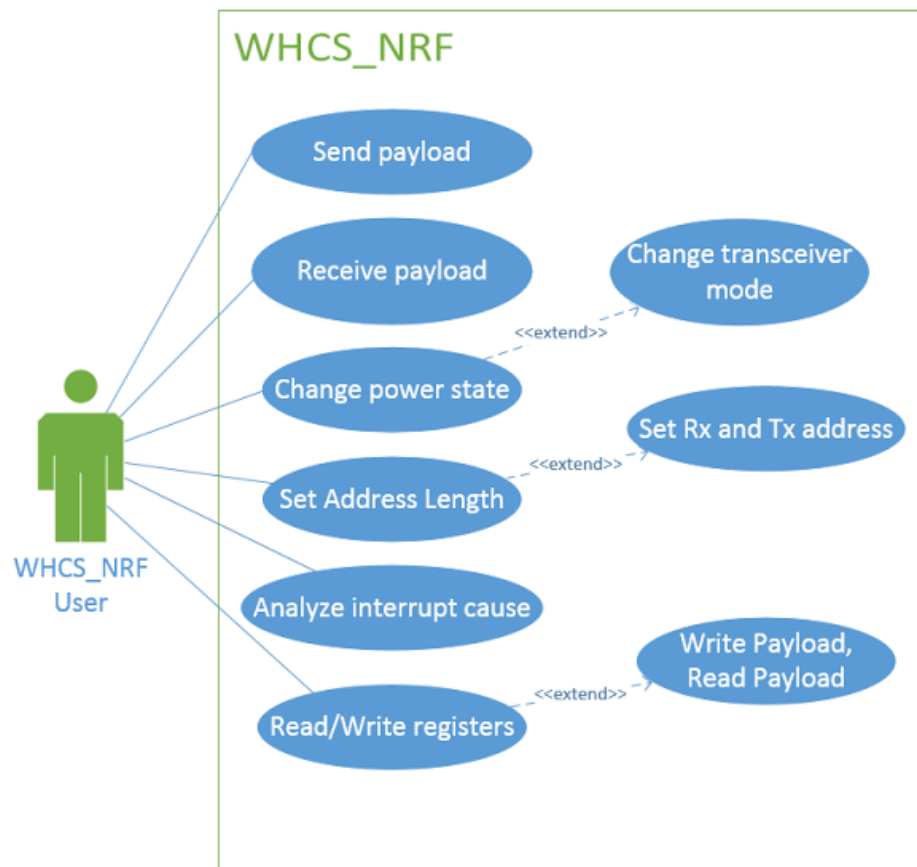 WHCS_NRF
Send payload
Receive payload
Change transceiver
mode
<<extend>>
Change power state
Set Rx and Tx address
<<extend>>
Set Address Length
WHCS_NRF
User
Analyze interrupt cause
Write Payload,
Read Payload
<<extend>>
Read/Write registers